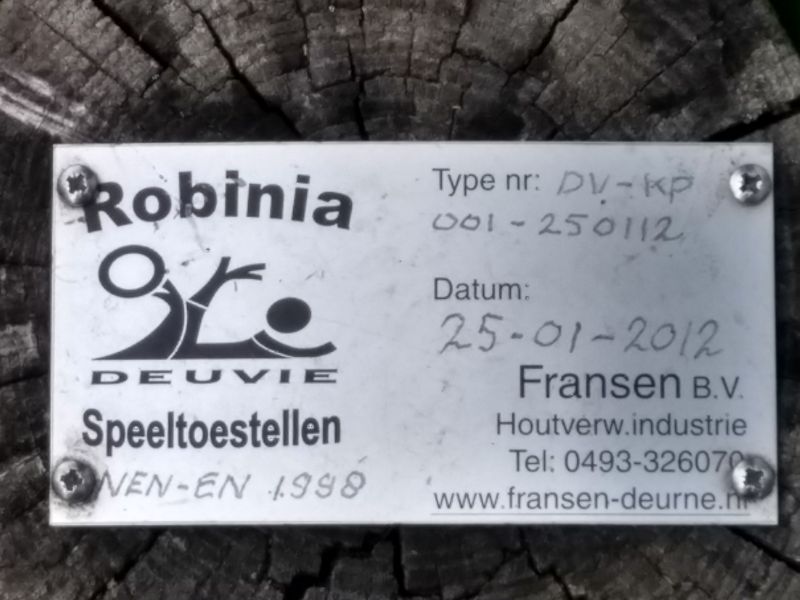 Robinia
DEUVIE
Speeltoestellen
NEN-EN 1998
Type nr: DV-KP
001-250112
Datum:
25-01-2012
Fransen B.V.
Houtverw.industrie
Tel: 0493-326070
www.fransen-deurne.nl